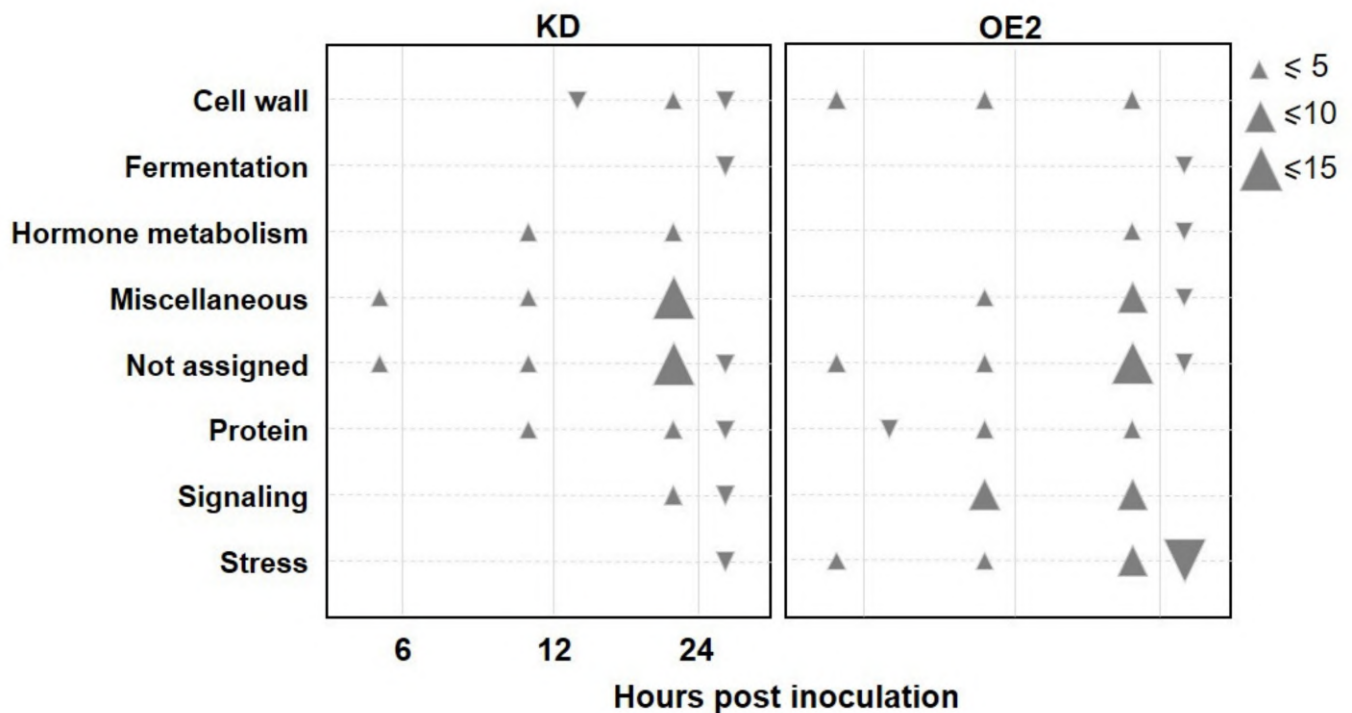 KD OE2
Cell wall
Fermentation
Hormone metabolism
Miscellaneous
Not assigned
Protein
Signaling
Stress
6 12 24
Hours post inoculation
⩽ 5
⩽10
⩽15